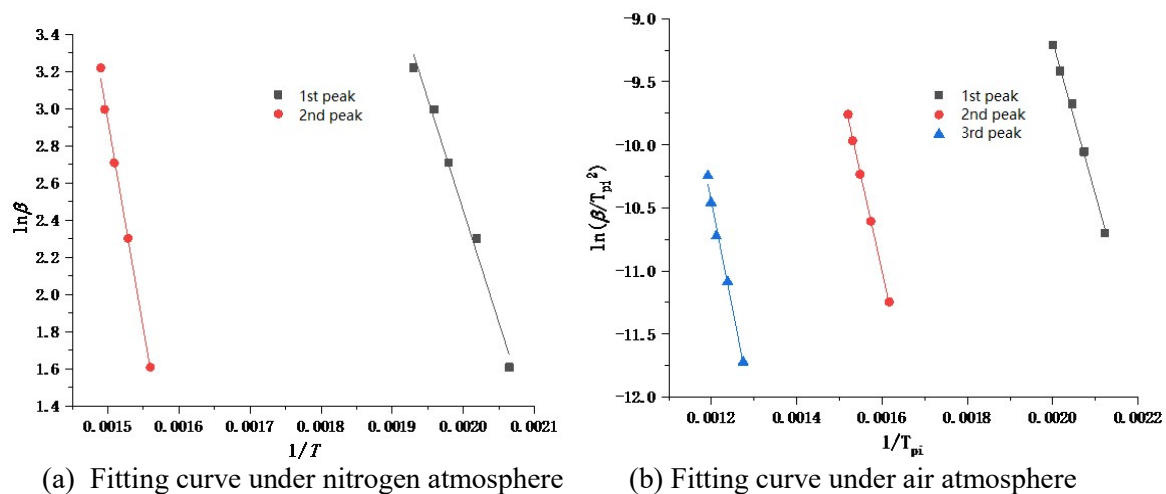 3.4
3.2
3.0
2.8
2.6
2.4
2.2
2.0
1.8
1.6
1.4
lnβ
1st peak
2nd peak
0.0015 0.0016 0.0017 0.0018 0.0019 0.0020 0.0021
1/T
(a) Fitting curve under nitrogen atmosphere
-9.0
-9.5
-10.0
-10.5
-11.0
-11.5
-12.0
ln(β/T_pi^2)
1st peak
2nd peak
3rd peak
0.0012 0.0014 0.0016 0.0018 0.0020 0.0022
1/T_pi
(b) Fitting curve under air atmosphere